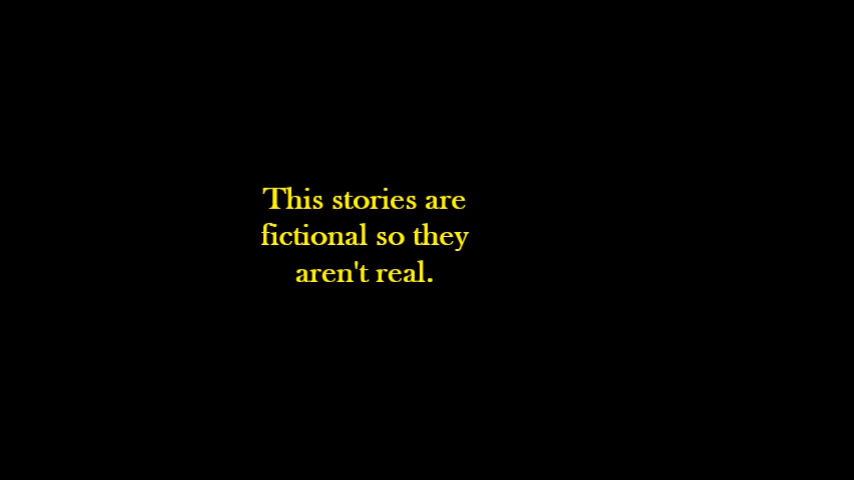 This stories are
fictional so they
aren't real.